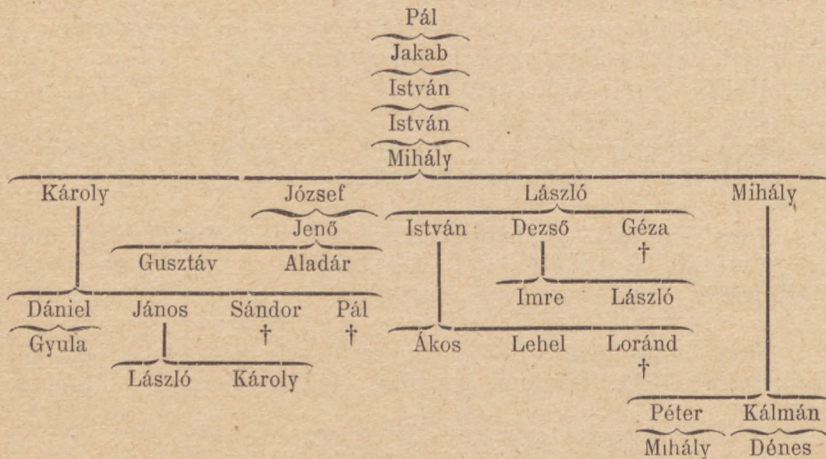 Pál
Jakab
István
István
Mihály
Károly József László Mihály
Jenő István Dezső Géza
†
Gusztáv Aladár
Imre László
Dániel János Sándor Pál
† †
Gyula Ákos Lehel Loránd
†
László Károly
Péter Kálmán
Mihály Dénes